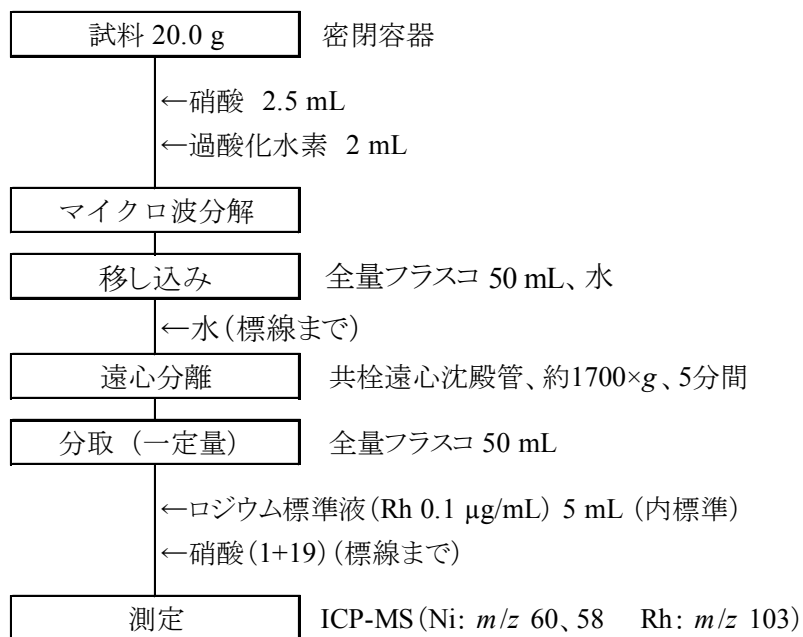 試料 20.0 g 密閉容器
←硝酸 2.5 mL
←過酸化水素 2 mL
マイクロ波分解
移し込み 全量フラスコ 50 mL、水
←水(標線まで)
遠心分離 共栓遠心沈殿管、約1700×g、5分間
分取 (一定量) 全量フラスコ 50 mL
←ロジウム標準液(Rh 0.1 µg/mL) 5 mL (内標準)
←硝酸(1+19)(標線まで)
測定 ICP-MS(Ni: m/z 60、58 Rh: m/z 103)